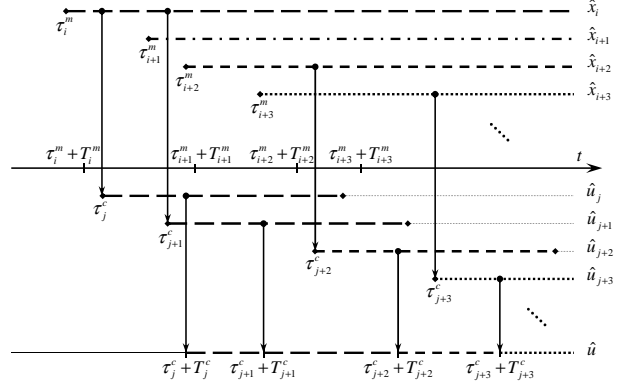 x̂_i
τ_i^m
x̂_{i+1}
τ_{i+1}^m
x̂_{i+2}
τ_{i+2}^m
x̂_{i+3}
τ_{i+3}^m
τ_i^m + T_i^m τ_{i+1}^m + T_{i+1}^m τ_{i+2}^m + T_{i+2}^m τ_{i+3}^m + T_{i+3}^m t
û_j
τ_j^c
û_{j+1}
τ_{j+1}^c
û_{j+2}
τ_{j+2}^c
û_{j+3}
τ_{j+3}^c
û
τ_j^c + T_j^c τ_{j+1}^c + T_{j+1}^c τ_{j+2}^c + T_{j+2}^c τ_{j+3}^c + T_{j+3}^c